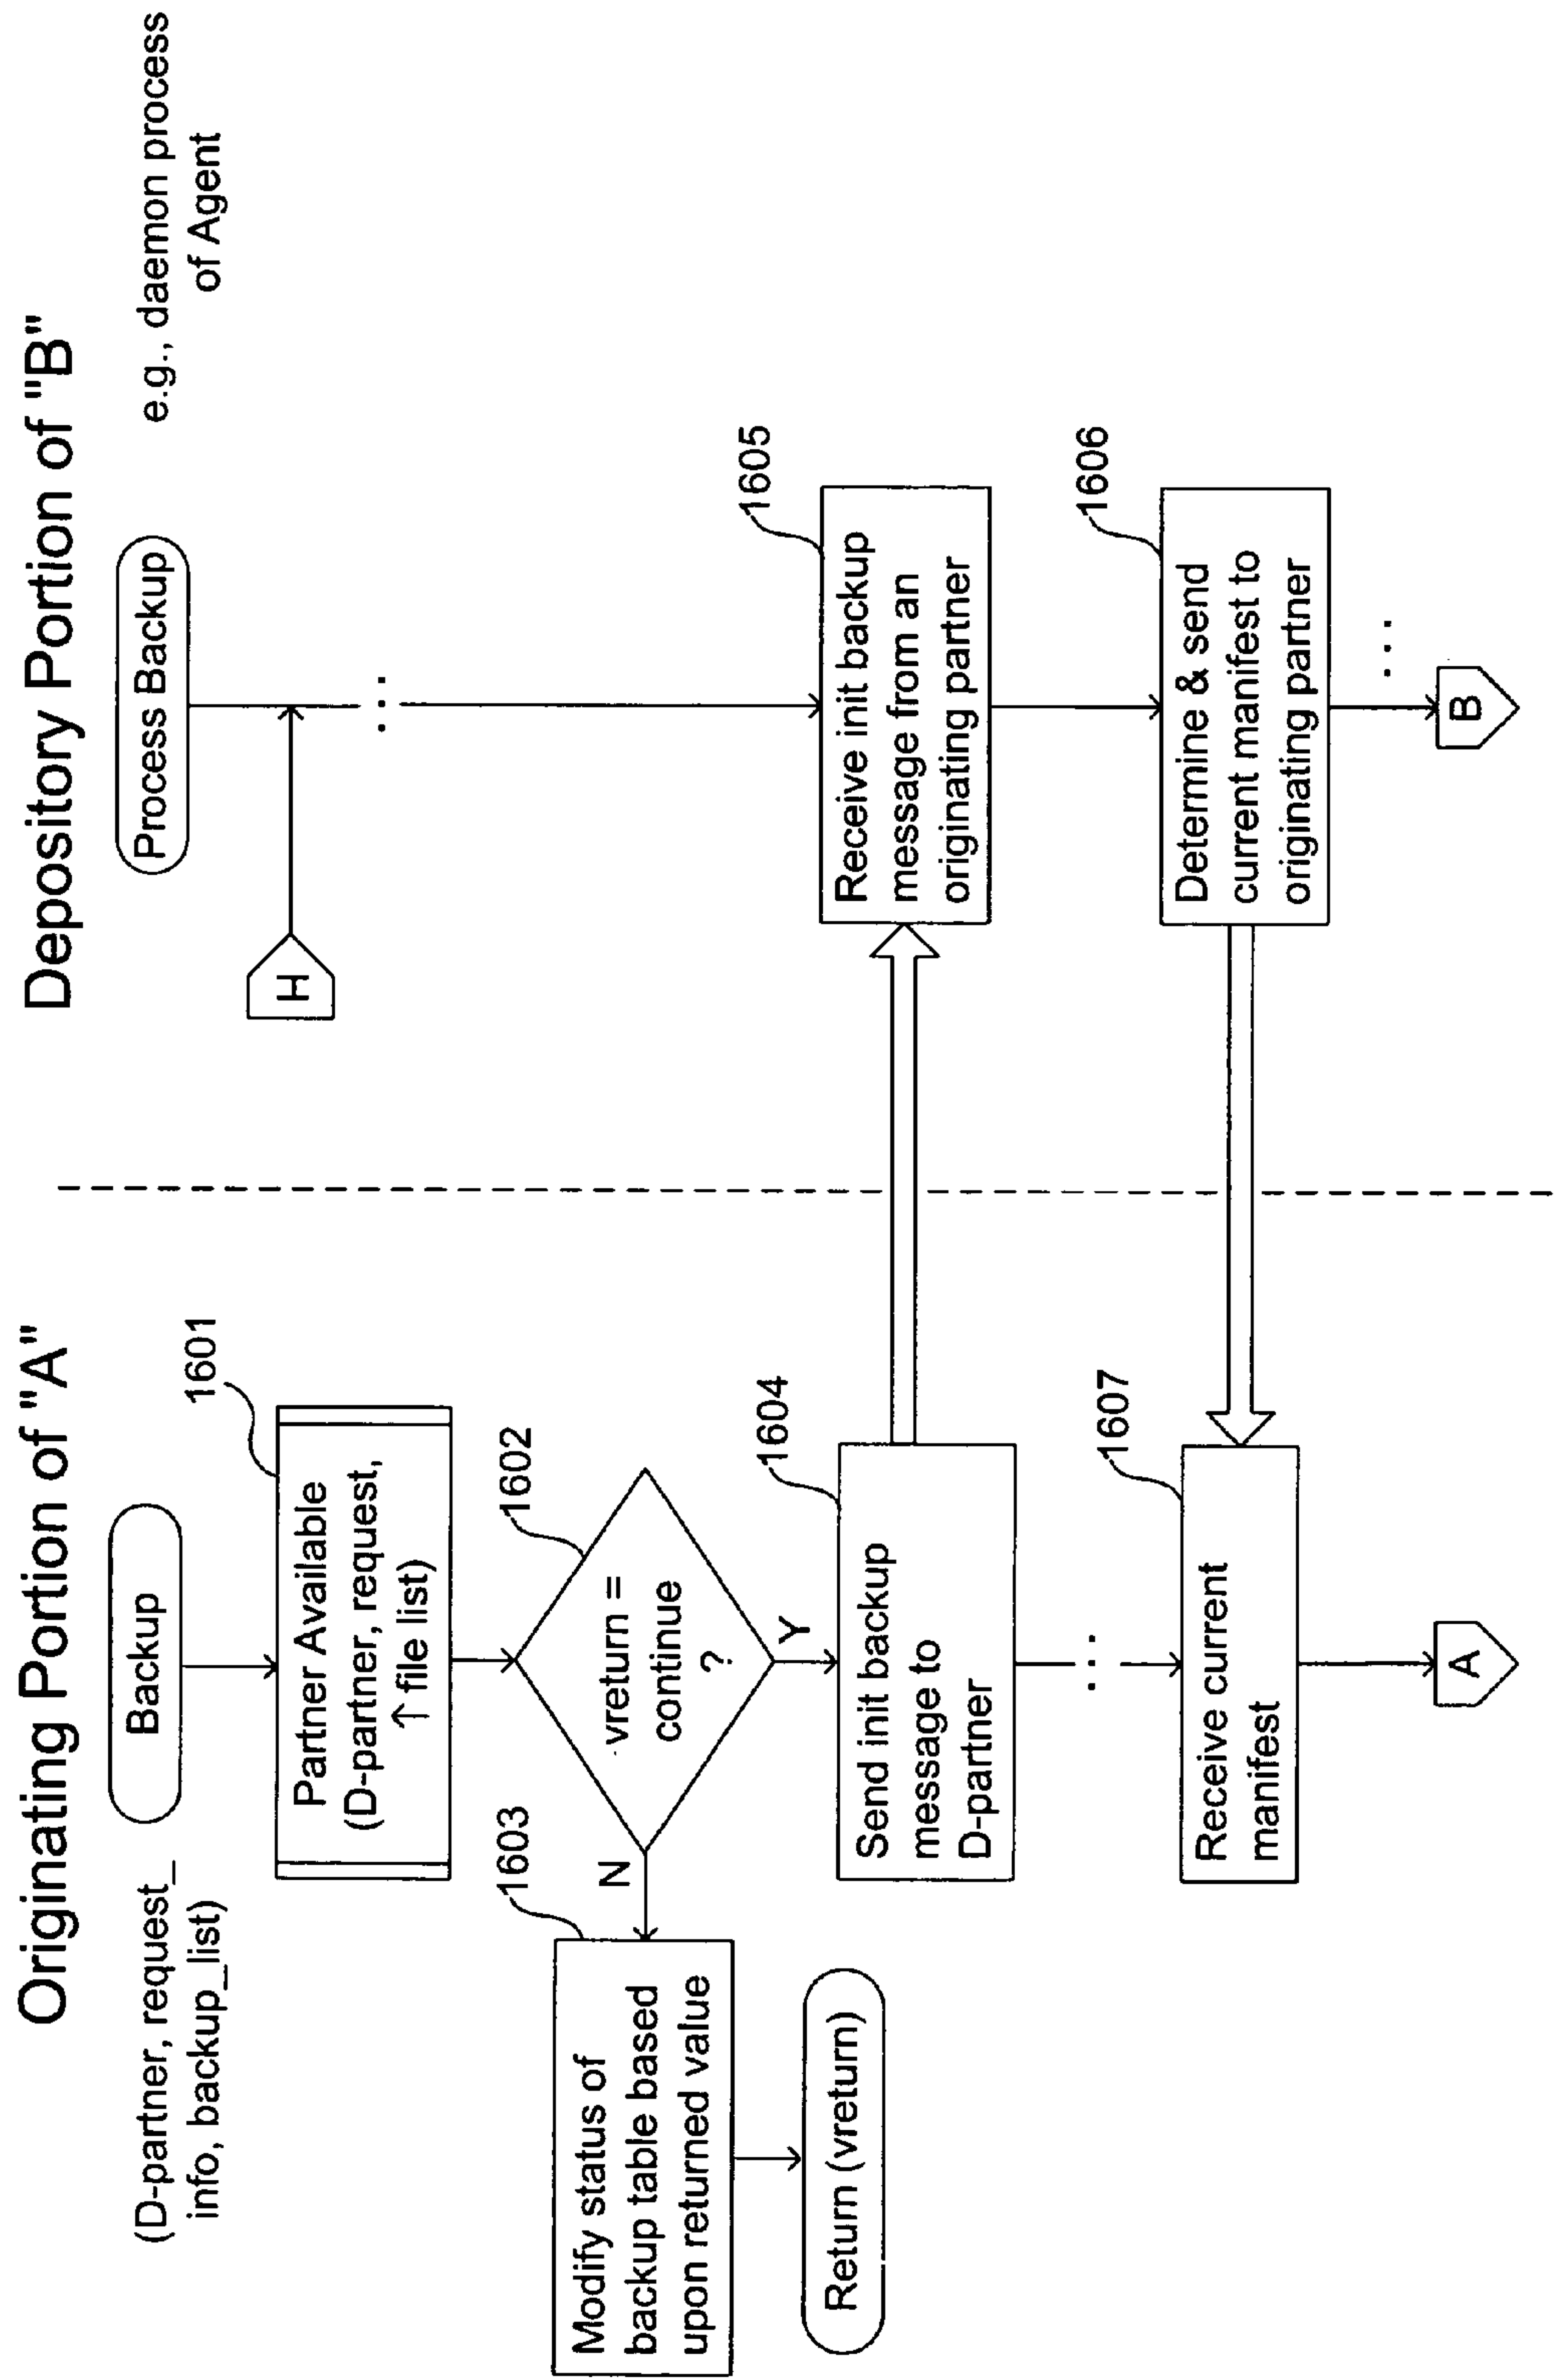 Originating Portion of "A"
Depository Portion of "B"
(D-partner, request_
info, backup_list)
Backup
Process Backup
e.g., daemon process
of Agent
1601
Partner Available
(D-partner, request,
↑ file list)
H
...
1602
vreturn =
continue
?
N
Y
1603
Modify status of
backup table based
upon returned value
Return (vreturn)
1604
Send init backup
message to
D-partner
1605
Receive init backup
message from an
originating partner
...
1606
Determine & send
current manifest to
originating partner
1607
Receive current
manifest
...
A
B